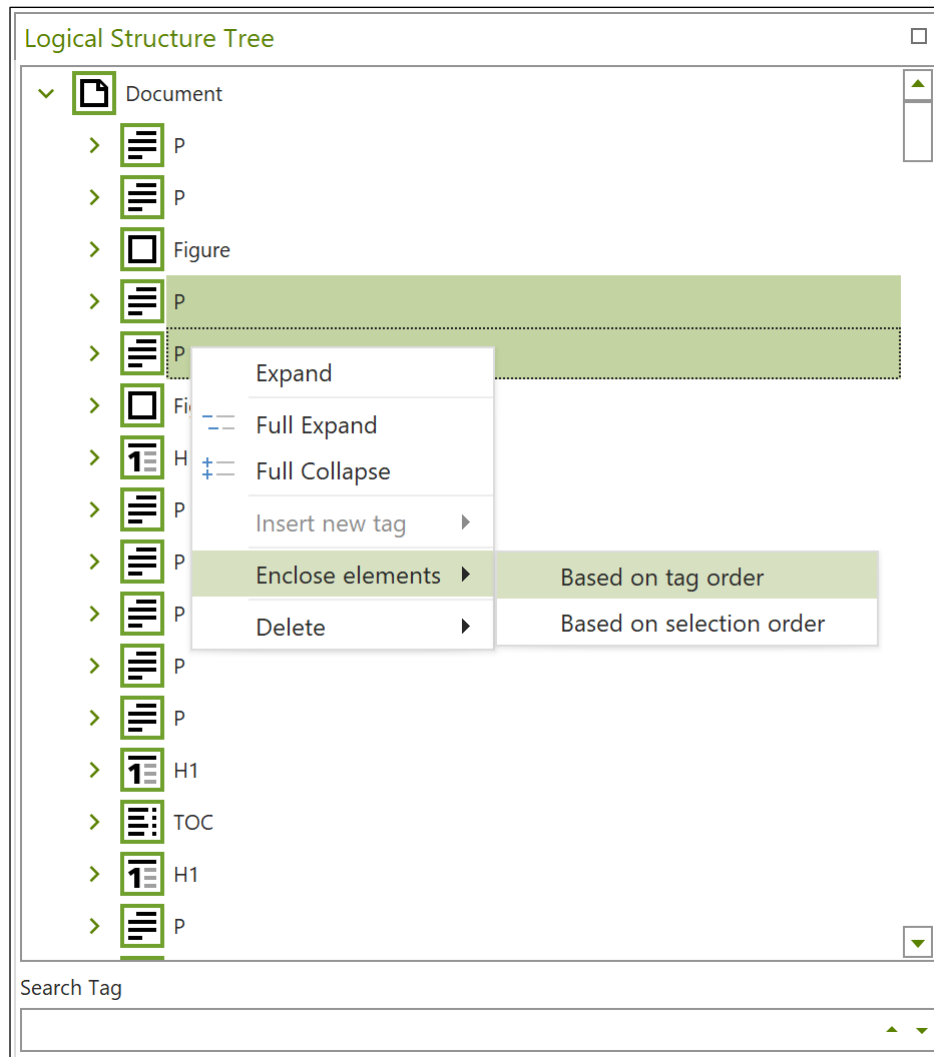 Logical Structure Tree
Document
P
P
Figure
P
P
Expand
Fi
Full Expand
H
Full Collapse
P
Insert new tag
P
Enclose elements
Based on tag order
P
Delete
Based on selection order
P
P
H1
TOC
H1
P
Search Tag